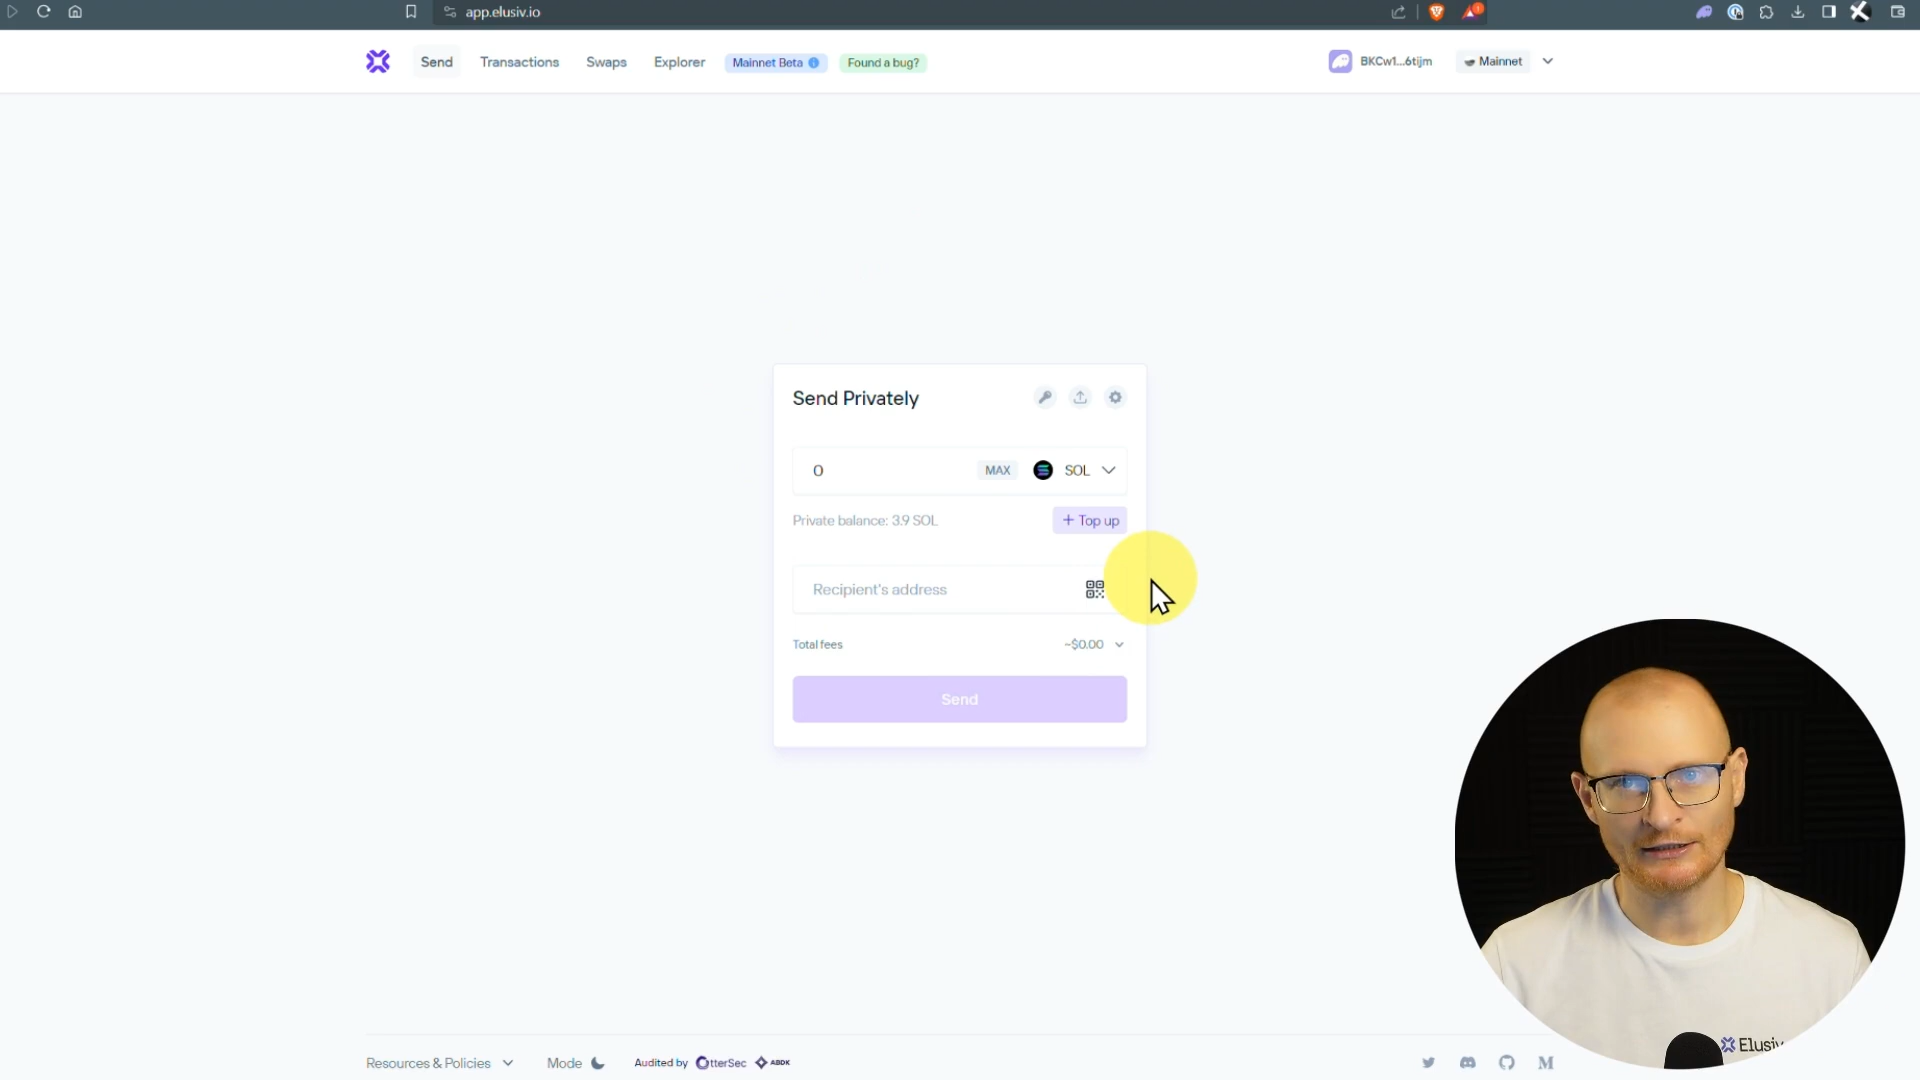 app.elusiv.io
Send
Transactions
Swaps
Explorer
Mainnet Beta
Found a bug?
BKCw1...6tijm
Mainnet
Send Privately
0
MAX
SOL
Private balance: 3.9 SOL
+ Top up
Recipient's address
Total fees
~$0.00
Send
Resources & Policies
Mode
Audited by
OtterSec
ABDK
Elusiv